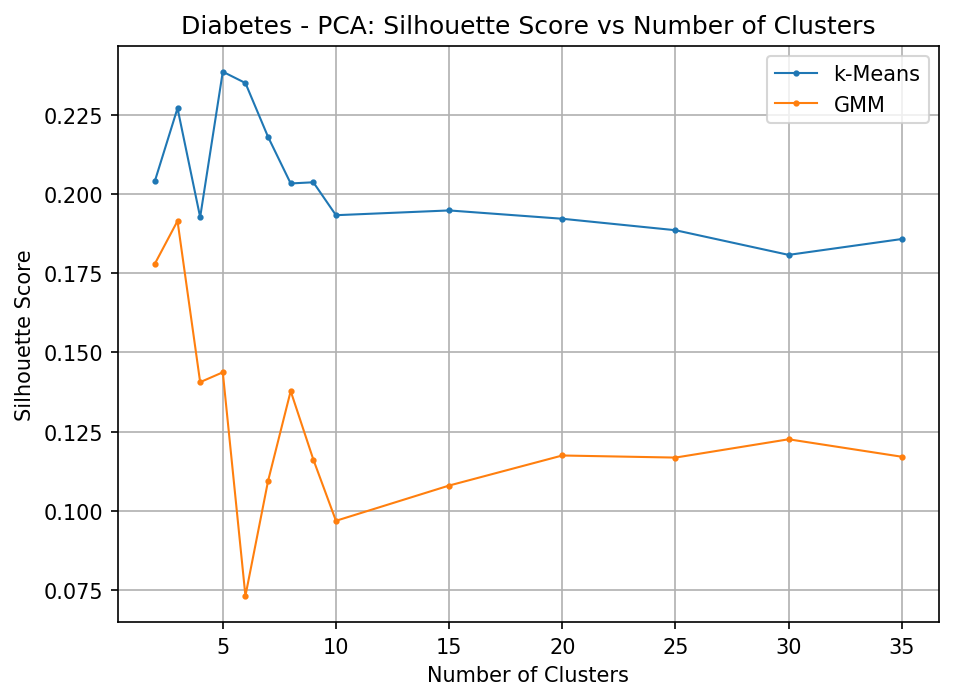 Diabetes - PCA: Silhouette Score vs Number of Clusters
k-Means
GMM
Silhouette Score
0.225
0.200
0.175
0.150
0.125
0.100
0.075
5 10 15 20 25 30 35
Number of Clusters